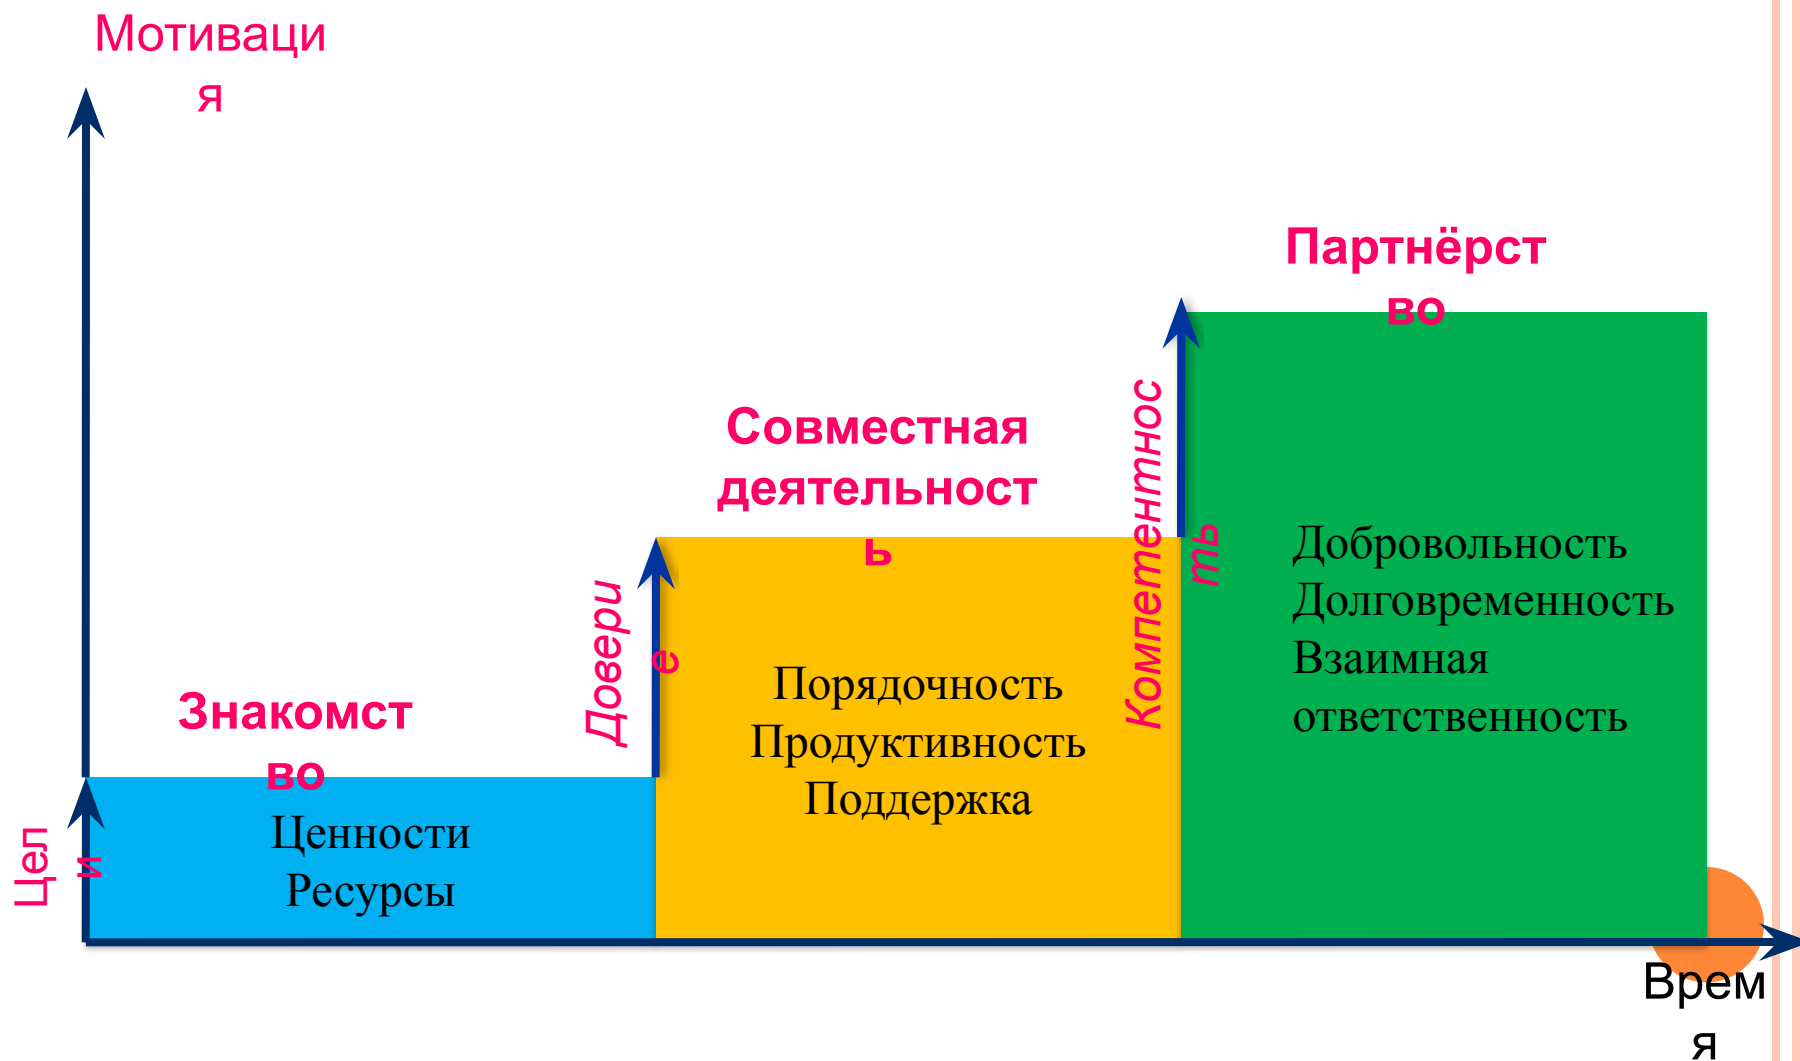 Мотиваци
я
Партнёрст
во
Совместная
деятельност
ь
Компетентнос
ть
Добровольность
Долговременность
Взаимная
ответственность
Довери
е
Порядочность
Продуктивность
Поддержка
Знакомст
во
Цел
и
Ценности
Ресурсы
Врем
я